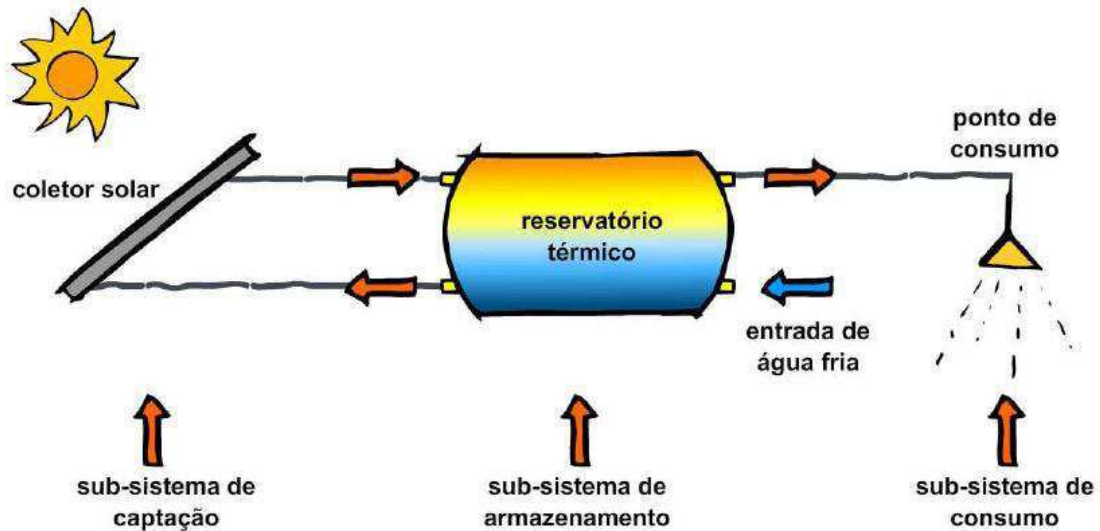 ponto de
consumo
coletor solar
reservatório
térmico
entrada de
água fria
sub-sistema de
captação
sub-sistema de
armazenamento
sub-sistema de
consumo